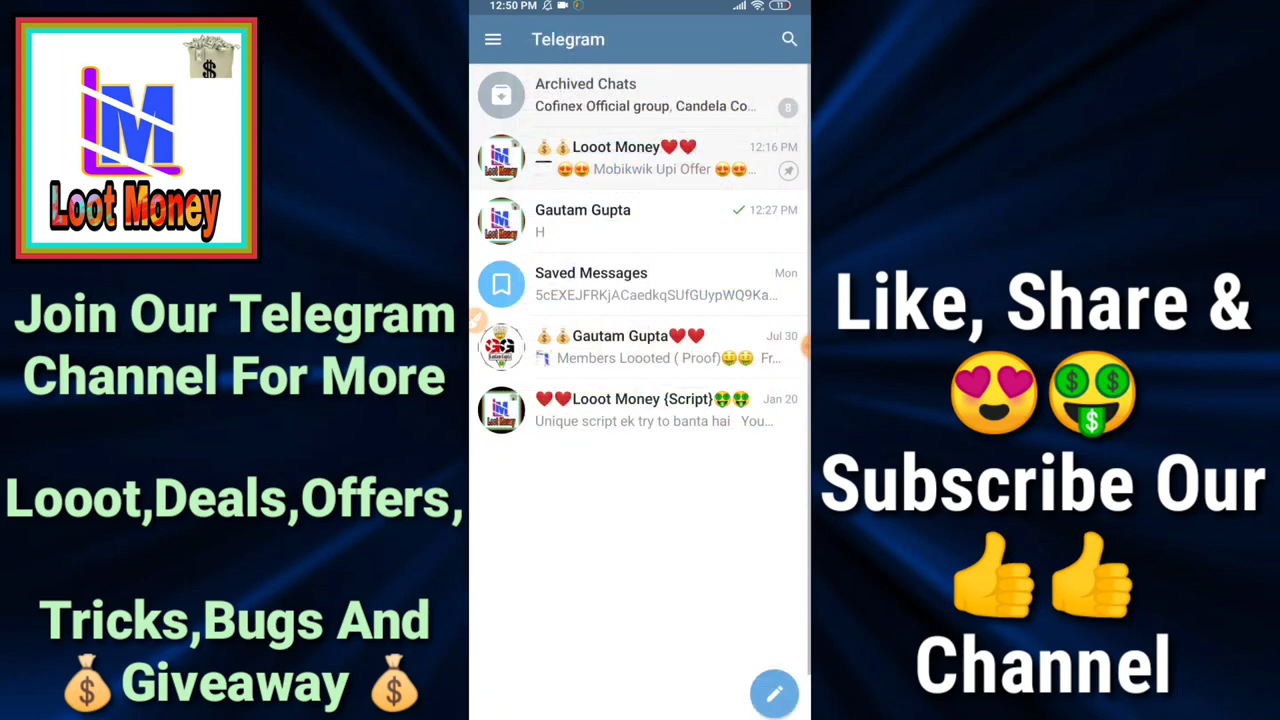 LM
Loot Money
Join Our Telegram
Channel For More
Looot,Deals,Offers,
Tricks,Bugs And
💰Giveaway 💰
12:50 PM
11
Telegram
Archived Chats
Cofinex Official group, Candela Co...
8
💰💰Looot Money❤️❤️
12:16 PM
😍😍 Mobikwik Upi Offer 😍😍...
Gautam Gupta
12:27 PM
H
Saved Messages
Mon
5cEXEJFRKjACaedkqSUfGUypWQ9Ka...
💰💰Gautam Gupta❤️❤️
Jul 30
Members Loooted ( Proof)🤑🤑 Fr...
❤️❤️Looot Money {Script}🤑🤑
Jan 20
Unique script ek try to banta hai You...
Like, Share &
😍🤑
Subscribe Our
👍👍
Channel